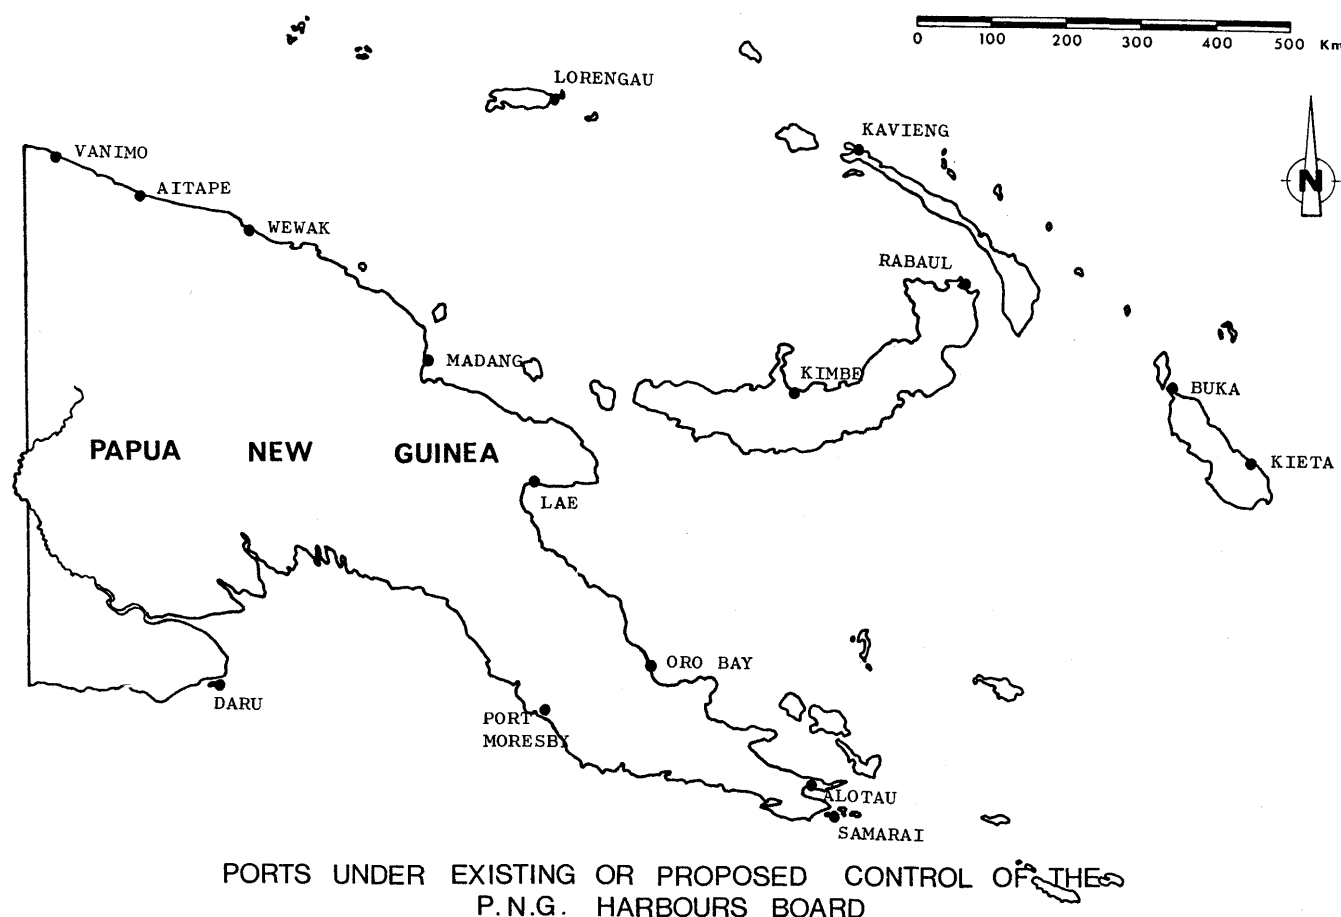 0 100 200 300 400 500 Km
LORENGAU
KAVIENG
N
VANIMO
AITAPE
WEWAK
RABAUL
MADANG
KIMBE
BUKA
PAPUA NEW GUINEA
KIETA
LAE
ORO BAY
DARU
PORT
MORESBY
ALOTAU
SAMARAI
PORTS UNDER EXISTING OR PROPOSED CONTROL OF THE
P.N.G. HARBOURS BOARD